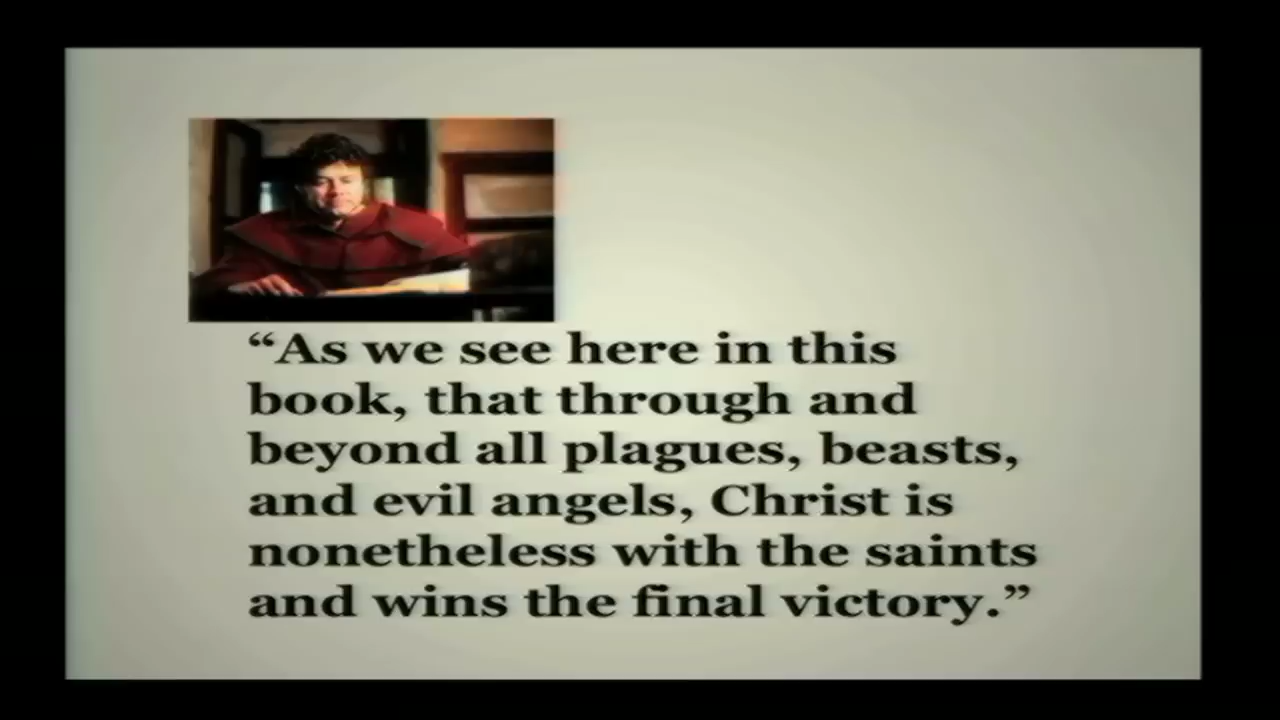 “As we see here in this
book, that through and
beyond all plagues, beasts,
and evil angels, Christ is
nonetheless with the saints
and wins the final victory.”